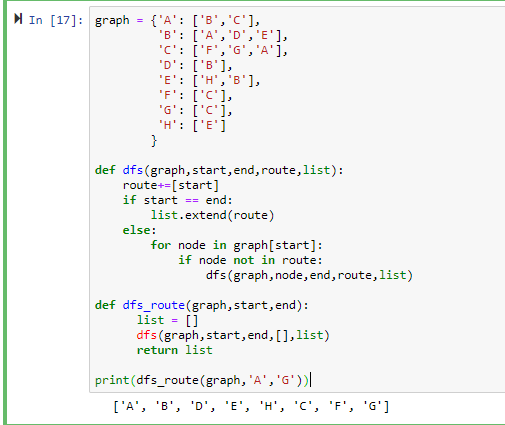 In [17]: graph = {'A': ['B','C'],
         'B': ['A','D','E'],
         'C': ['F','G','A'],
         'D': ['B'],
         'E': ['H','B'],
         'F': ['C'],
         'G': ['C'],
         'H': ['E']
        }

def dfs(graph,start,end,route,list):
    route+=[start]
    if start == end:
        list.extend(route)
    else:
        for node in graph[start]:
            if node not in route:
                dfs(graph,node,end,route,list)

def dfs_route(graph,start,end):
      list = []
      dfs(graph,start,end,[],list)
      return list

print(dfs_route(graph,'A','G'))
['A', 'B', 'D', 'E', 'H', 'C', 'F', 'G']